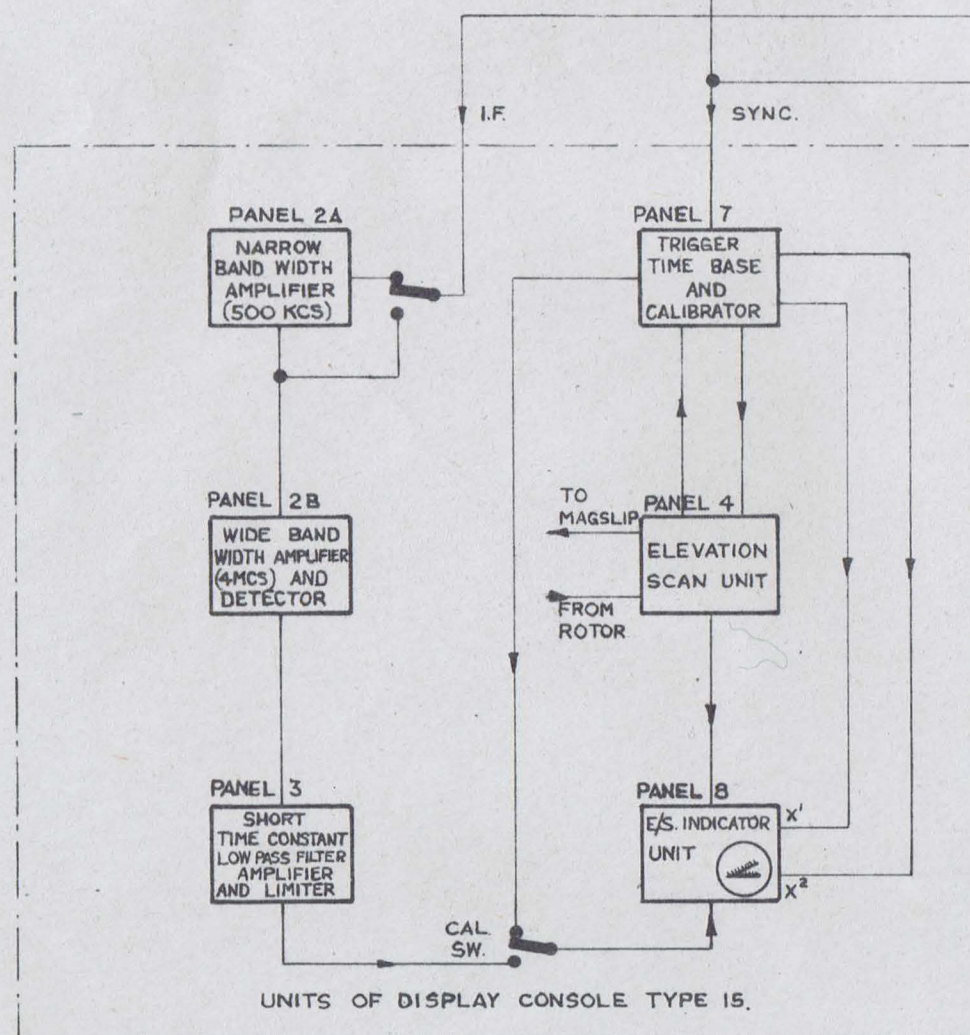 I.F.
SYNC.
PANEL 2A
NARROW
BAND WIDTH
AMPLIFIER
(500 KCS)
PANEL 7
TRIGGER
TIME BASE
AND
CALIBRATOR
PANEL 2B
WIDE BAND
WIDTH AMPLIFIER
(4MCS) AND
DETECTOR
TO
MAGSLIP
FROM
ROTOR
PANEL 4
ELEVATION
SCAN UNIT
PANEL 3
SHORT
TIME CONSTANT
LOW PASS FILTER
AMPLIFIER
AND LIMITER
CAL.
SW.
PANEL 8
E/S. INDICATOR
UNIT
X'
X²
UNITS OF DISPLAY CONSOLE TYPE 15.